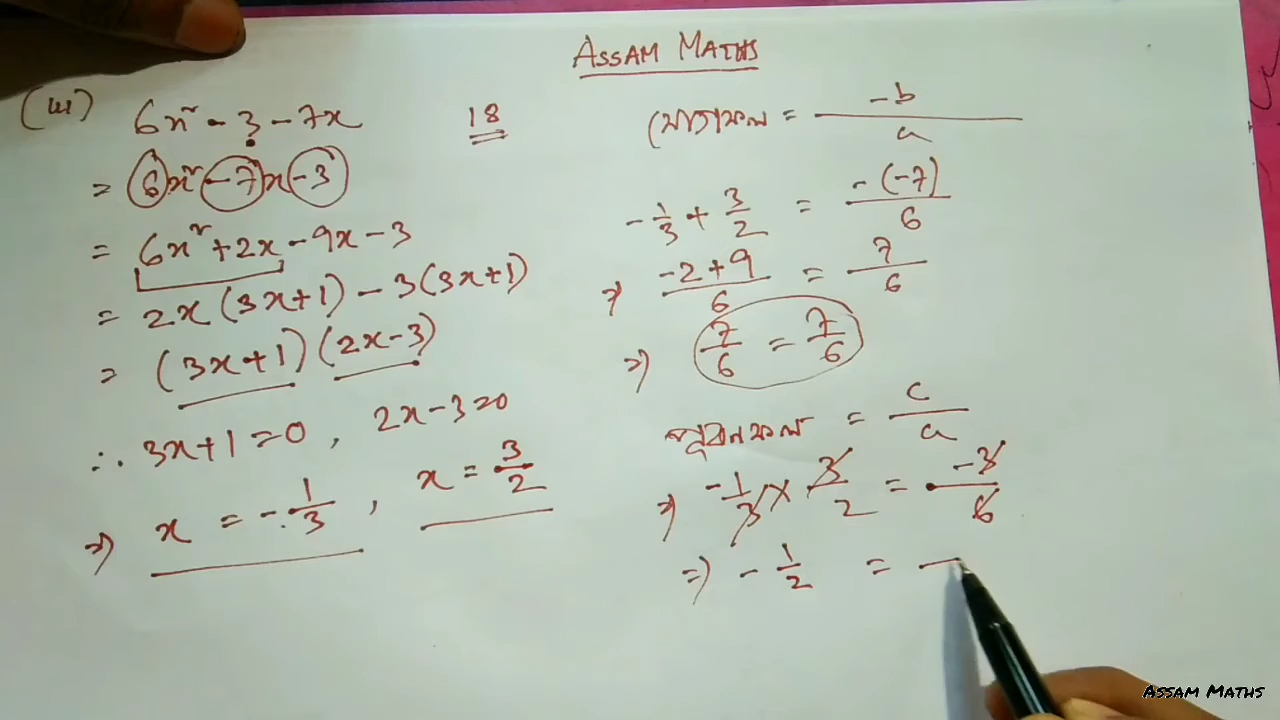 ASSAM MATHS
(iii) 6x² - 3 - 7x 18
= 6x² - 7x - 3
= 6x² + 2x - 9x - 3
= 2x (3x+1) - 3(3x+1)
= (3x+1) (2x-3)
∴ 3x+1 = 0, 2x-3=0
⇒ x = -1/3, x = 3/2
যোগফল = -b/a
-1/3 + 3/2 = -(-7)/6
⇒ (-2+9)/6 = 7/6
⇒ 7/6 = 7/6
পূৰণফল = c/a
⇒ -1/3 × 3/2 = -3/6
⇒ -1/2 =
ASSAM MATHS